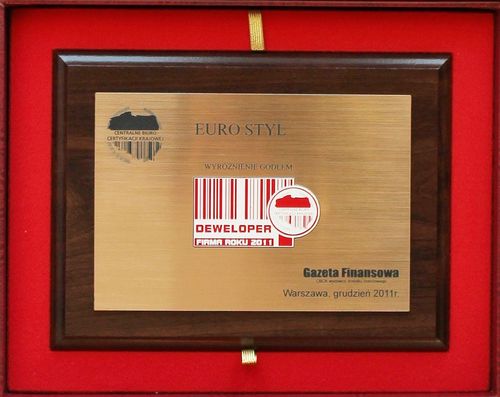 CENTRALNE BIURO
CERTYFIKACJI KRAJOWEJ
EURO STYL
WYRÓŻNIENIE GODŁEM
DEWELOPER
FIRMA ROKU 2011
Gazeta Finansowa
Warszawa, grudzień 2011r.